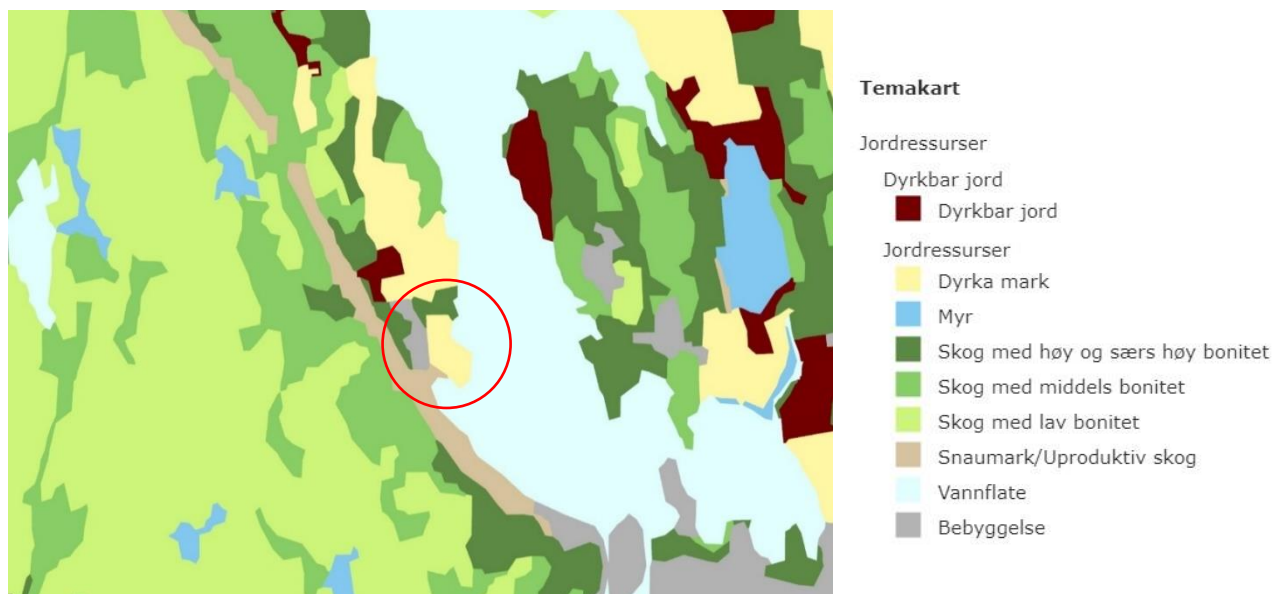 Temakart
Jordressurser
Dyrkbar jord
Dyrkbar jord
Jordressurser
Dyrka mark
Myr
Skog med høy og særs høy bonitet
Skog med middels bonitet
Skog med lav bonitet
Snaumark/Uproduktiv skog
Vannflate
Bebyggelse